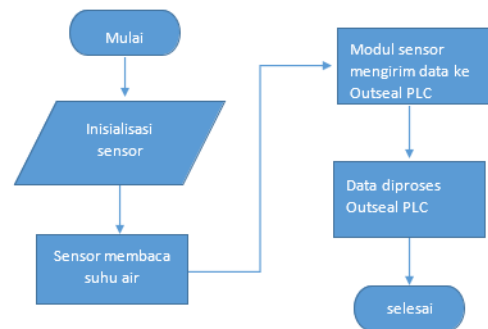 Mulai
Inisialisasi
sensor
Sensor membaca
suhu air
Modul sensor
mengirim data ke
Outseal PLC
Data diproses
Outseal PLC
selesai